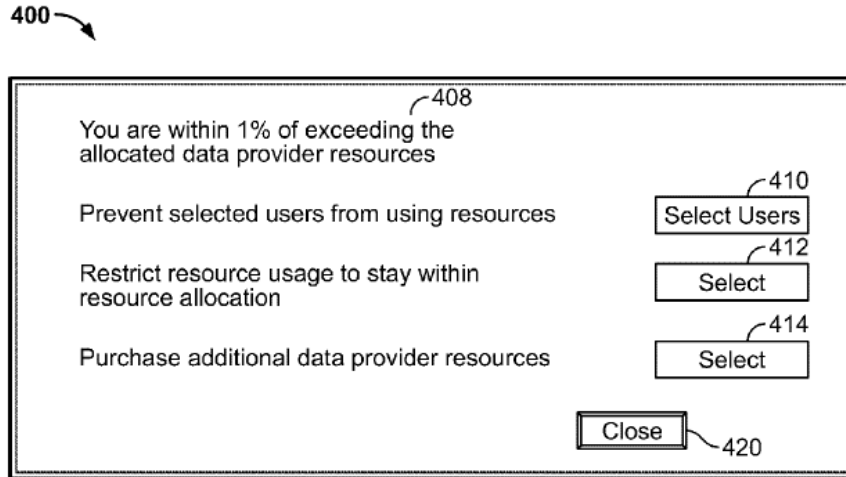 400
408
You are within 1% of exceeding the
allocated data provider resources
410
Prevent selected users from using resources
Select Users
412
Restrict resource usage to stay within
resource allocation
Select
414
Purchase additional data provider resources
Select
Close
420